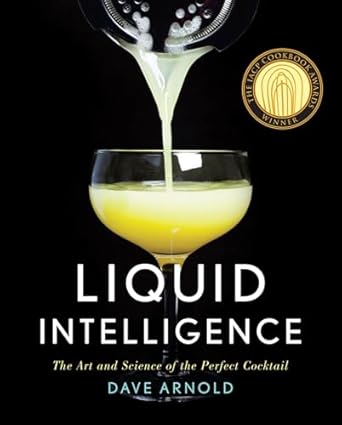 THE IACP COOKBOOK AWARDS
WINNER
LIQUID
INTELLIGENCE
The Art and Science of the Perfect Cocktail
DAVE ARNOLD